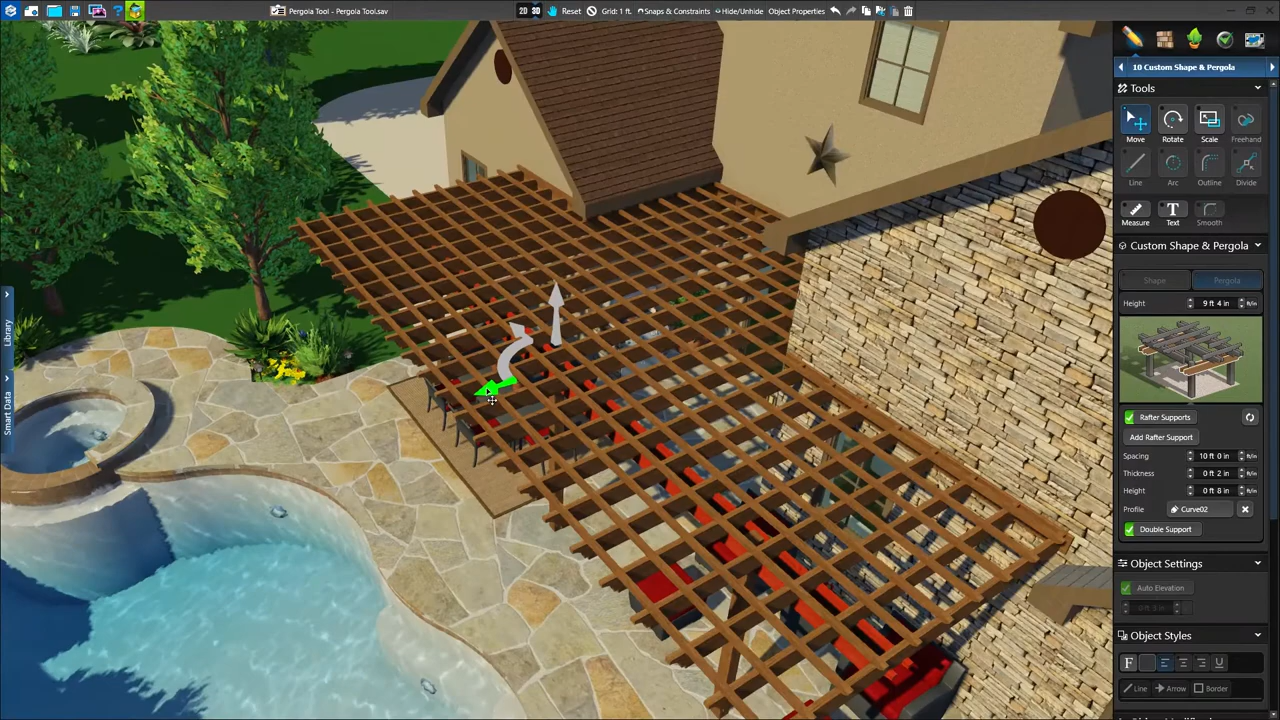 Pergola Tool - Pergola Tool.sav
2D 3D Reset Grid: 1 ft. Snaps & Constraints Hide/Unhide Object Properties
10 Custom Shape & Pergola
Tools
Move Rotate Scale Freehand
Line Arc Outline Divide
Measure Text Smooth
Custom Shape & Pergola
Shape Pergola
Height 9 ft 4 in ft/in
Rafter Supports
Add Rafter Support
Spacing 10 ft 0 in ft/in
Thickness 0 ft 2 in ft/in
Height 0 ft 8 in ft/in
Profile Curve02
Double Support
Object Settings
Auto Elevation
Object Styles
F U
Line Arrow Border
Library
Smart Data